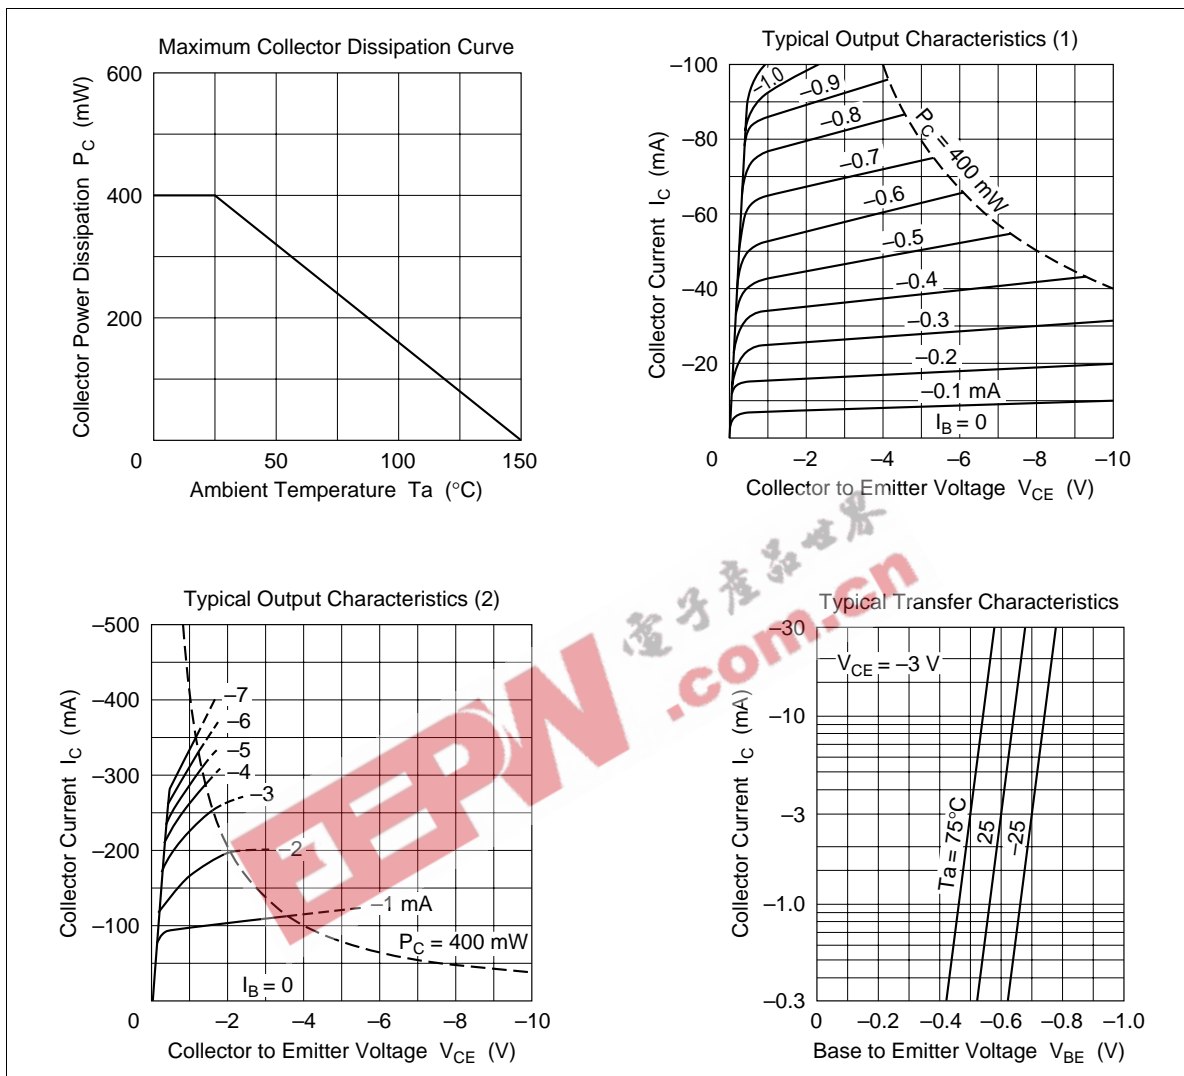 Maximum Collector Dissipation Curve
600
400
200
0
50
100
150
Collector Power Dissipation P_C (mW)
Ambient Temperature Ta (°C)
Typical Output Characteristics (1)
–100
–80
–60
–40
–20
0
–2
–4
–6
–8
–10
Collector Current I_C (mA)
Collector to Emitter Voltage V_CE (V)
–1.0
–0.9
–0.8
–0.7
–0.6
–0.5
–0.4
–0.3
–0.2
–0.1 mA
I_B = 0
P_C = 400 mW
電子產品世界
EEPW.com.cn
Typical Output Characteristics (2)
–500
–400
–300
–200
–100
0
–2
–4
–6
–8
–10
Collector Current I_C (mA)
Collector to Emitter Voltage V_CE (V)
–7
–6
–5
–4
–3
–2
–1 mA
P_C = 400 mW
I_B = 0
Typical Transfer Characteristics
–30
–10
–3
–1.0
–0.3
0
–0.2
–0.4
–0.6
–0.8
–1.0
Collector Current I_C (mA)
Base to Emitter Voltage V_BE (V)
V_CE = –3 V
Ta = 75°C
25
–25